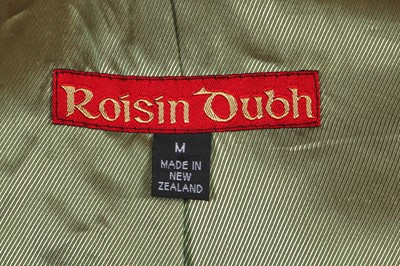 Roisin Dubh
M
MADE IN
NEW
ZEALAND